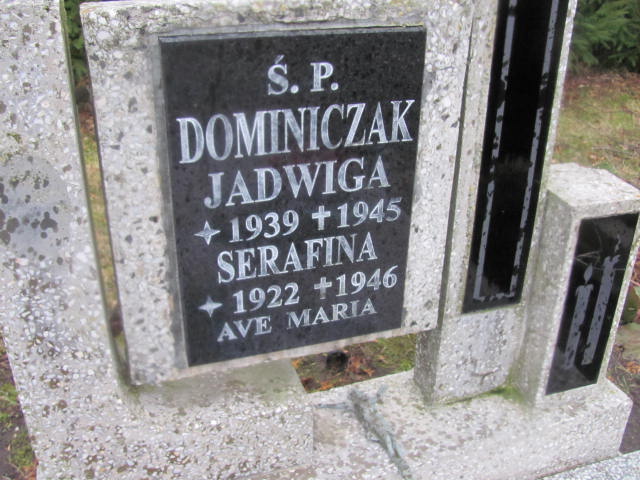 Ś. P.
DOMINICZAK
JADWIGA
✦ 1939 ✝ 1945
SERAFINA
✦ 1922 ✝ 1946
AVE MARIA